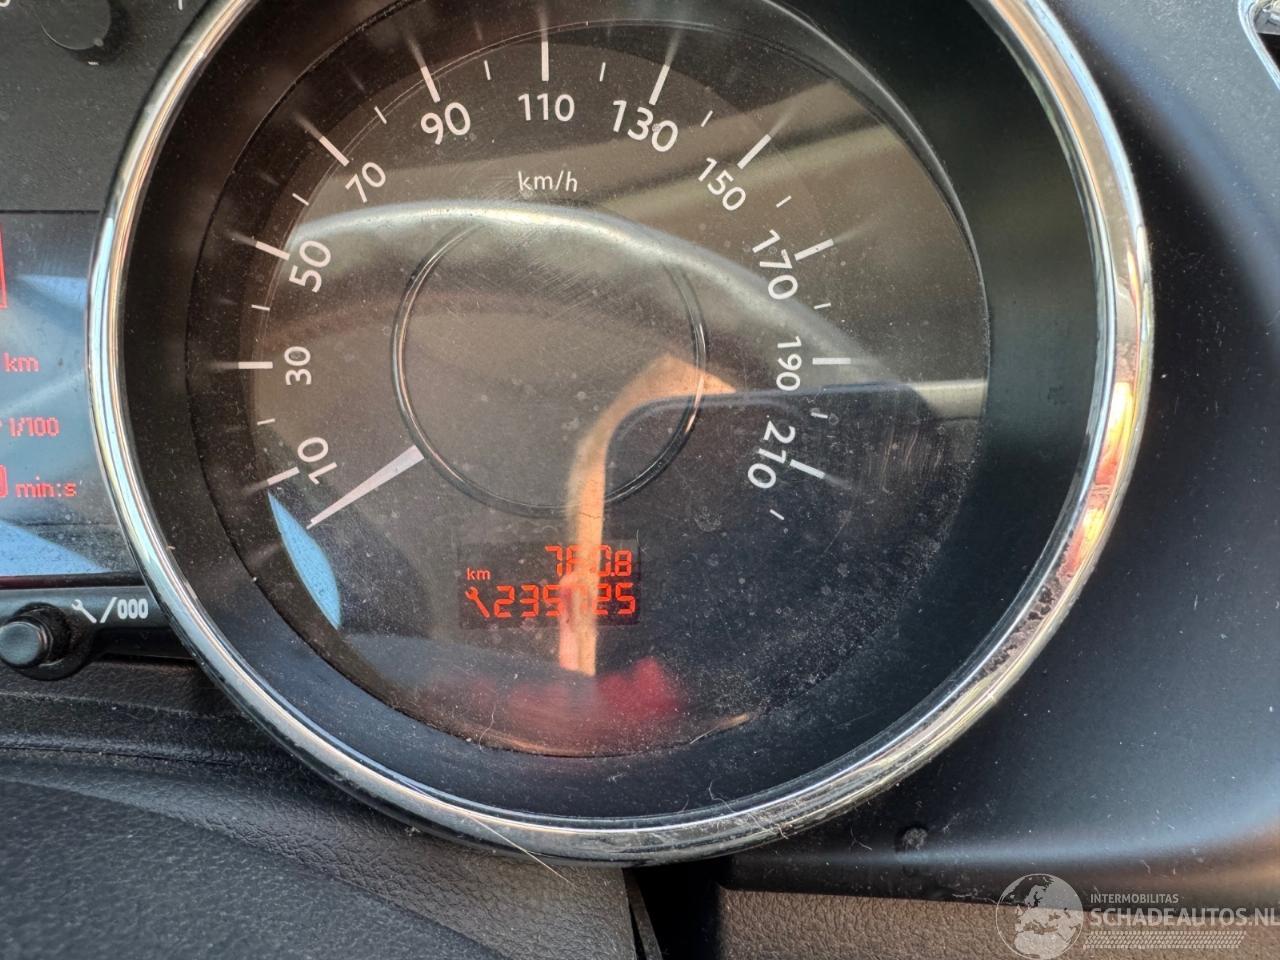 90
110
130
70
150
km/h
50
170
30
190
10
210
km
1/100
min:s
km
/000
INTERMOBILITAS
SCHADEAUTOS.NL